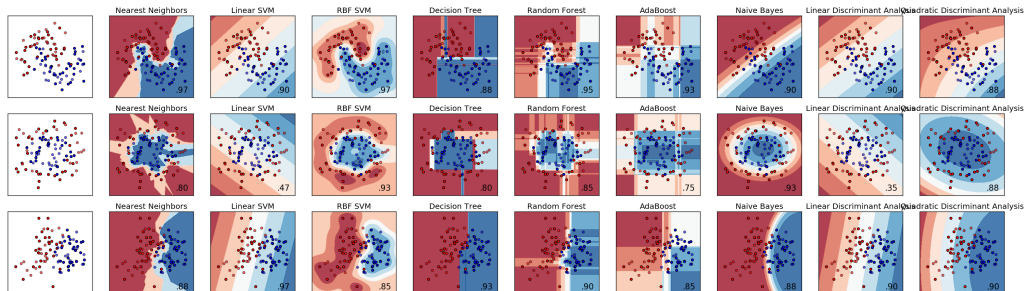 Nearest Neighbors Linear SVM RBF SVM Decision Tree Random Forest AdaBoost Naive Bayes Linear Discriminant Analysis Quadratic Discriminant Analysis
.97 .90 .97 .88 .95 .93 .90 .90 .88
Nearest Neighbors Linear SVM RBF SVM Decision Tree Random Forest AdaBoost Naive Bayes Linear Discriminant Analysis Quadratic Discriminant Analysis
.80 .47 .93 .80 .85 .75 .93 .35 .88
Nearest Neighbors Linear SVM RBF SVM Decision Tree Random Forest AdaBoost Naive Bayes Linear Discriminant Analysis Quadratic Discriminant Analysis
.88 .97 .85 .93 .90 .85 .88 .90 .90